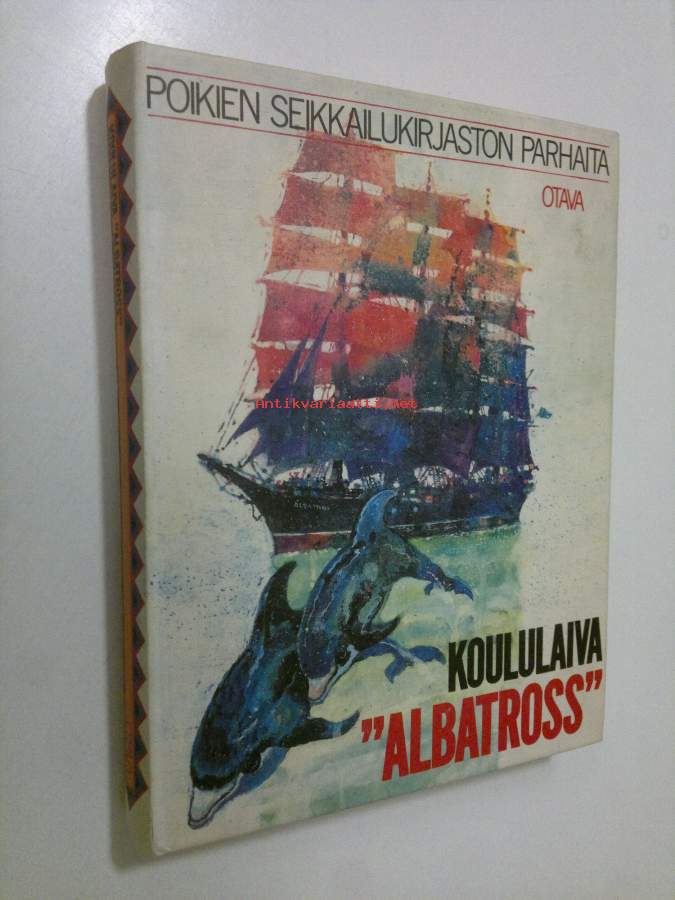 POIKIEN SEIKKAILUKIRJASTON PARHAITA
OTAVA
Antikvariaatti.net
KOULULAIVA
”ALBATROSS”